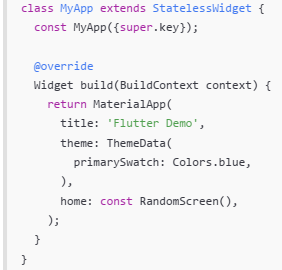 class MyApp extends StatelessWidget {
  const MyApp({super.key});

  @override
  Widget build(BuildContext context) {
    return MaterialApp(
      title: 'Flutter Demo',
      theme: ThemeData(
        primarySwatch: Colors.blue,
      ),
      home: const RandomScreen(),
    );
  }
}